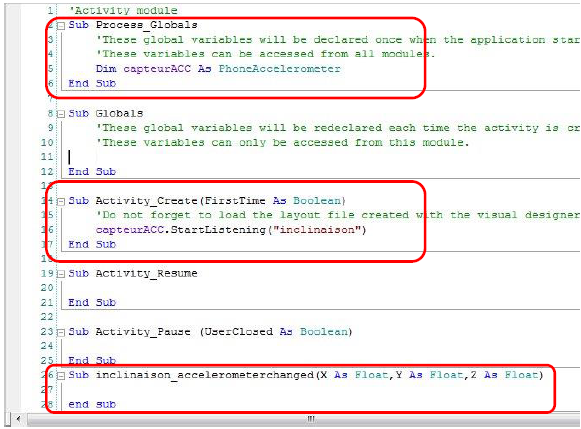 1 'Activity module
2 Sub Process_Globals
3 'These global variables will be declared once when the application star
4 'These variables can be accessed from all modules.
5 Dim capteurACC As PhoneAccelerometer
6 End Sub
7
8 Sub Globals
9 'These global variables will be redeclared each time the activity is cr
10 'These variables can only be accessed from this module.
11
12 End Sub
13
14 Sub Activity_Create(FirstTime As Boolean)
15 'Do not forget to load the layout file created with the visual designer
16 capteurACC.StartListening("inclinaison")
17 End Sub
18
19 Sub Activity_Resume
20
21 End Sub
22
23 Sub Activity_Pause (UserClosed As Boolean)
24
25 End Sub
26 Sub inclinaison_accelerometerchanged(X As Float,Y As Float,Z As Float)
27
28 end sub